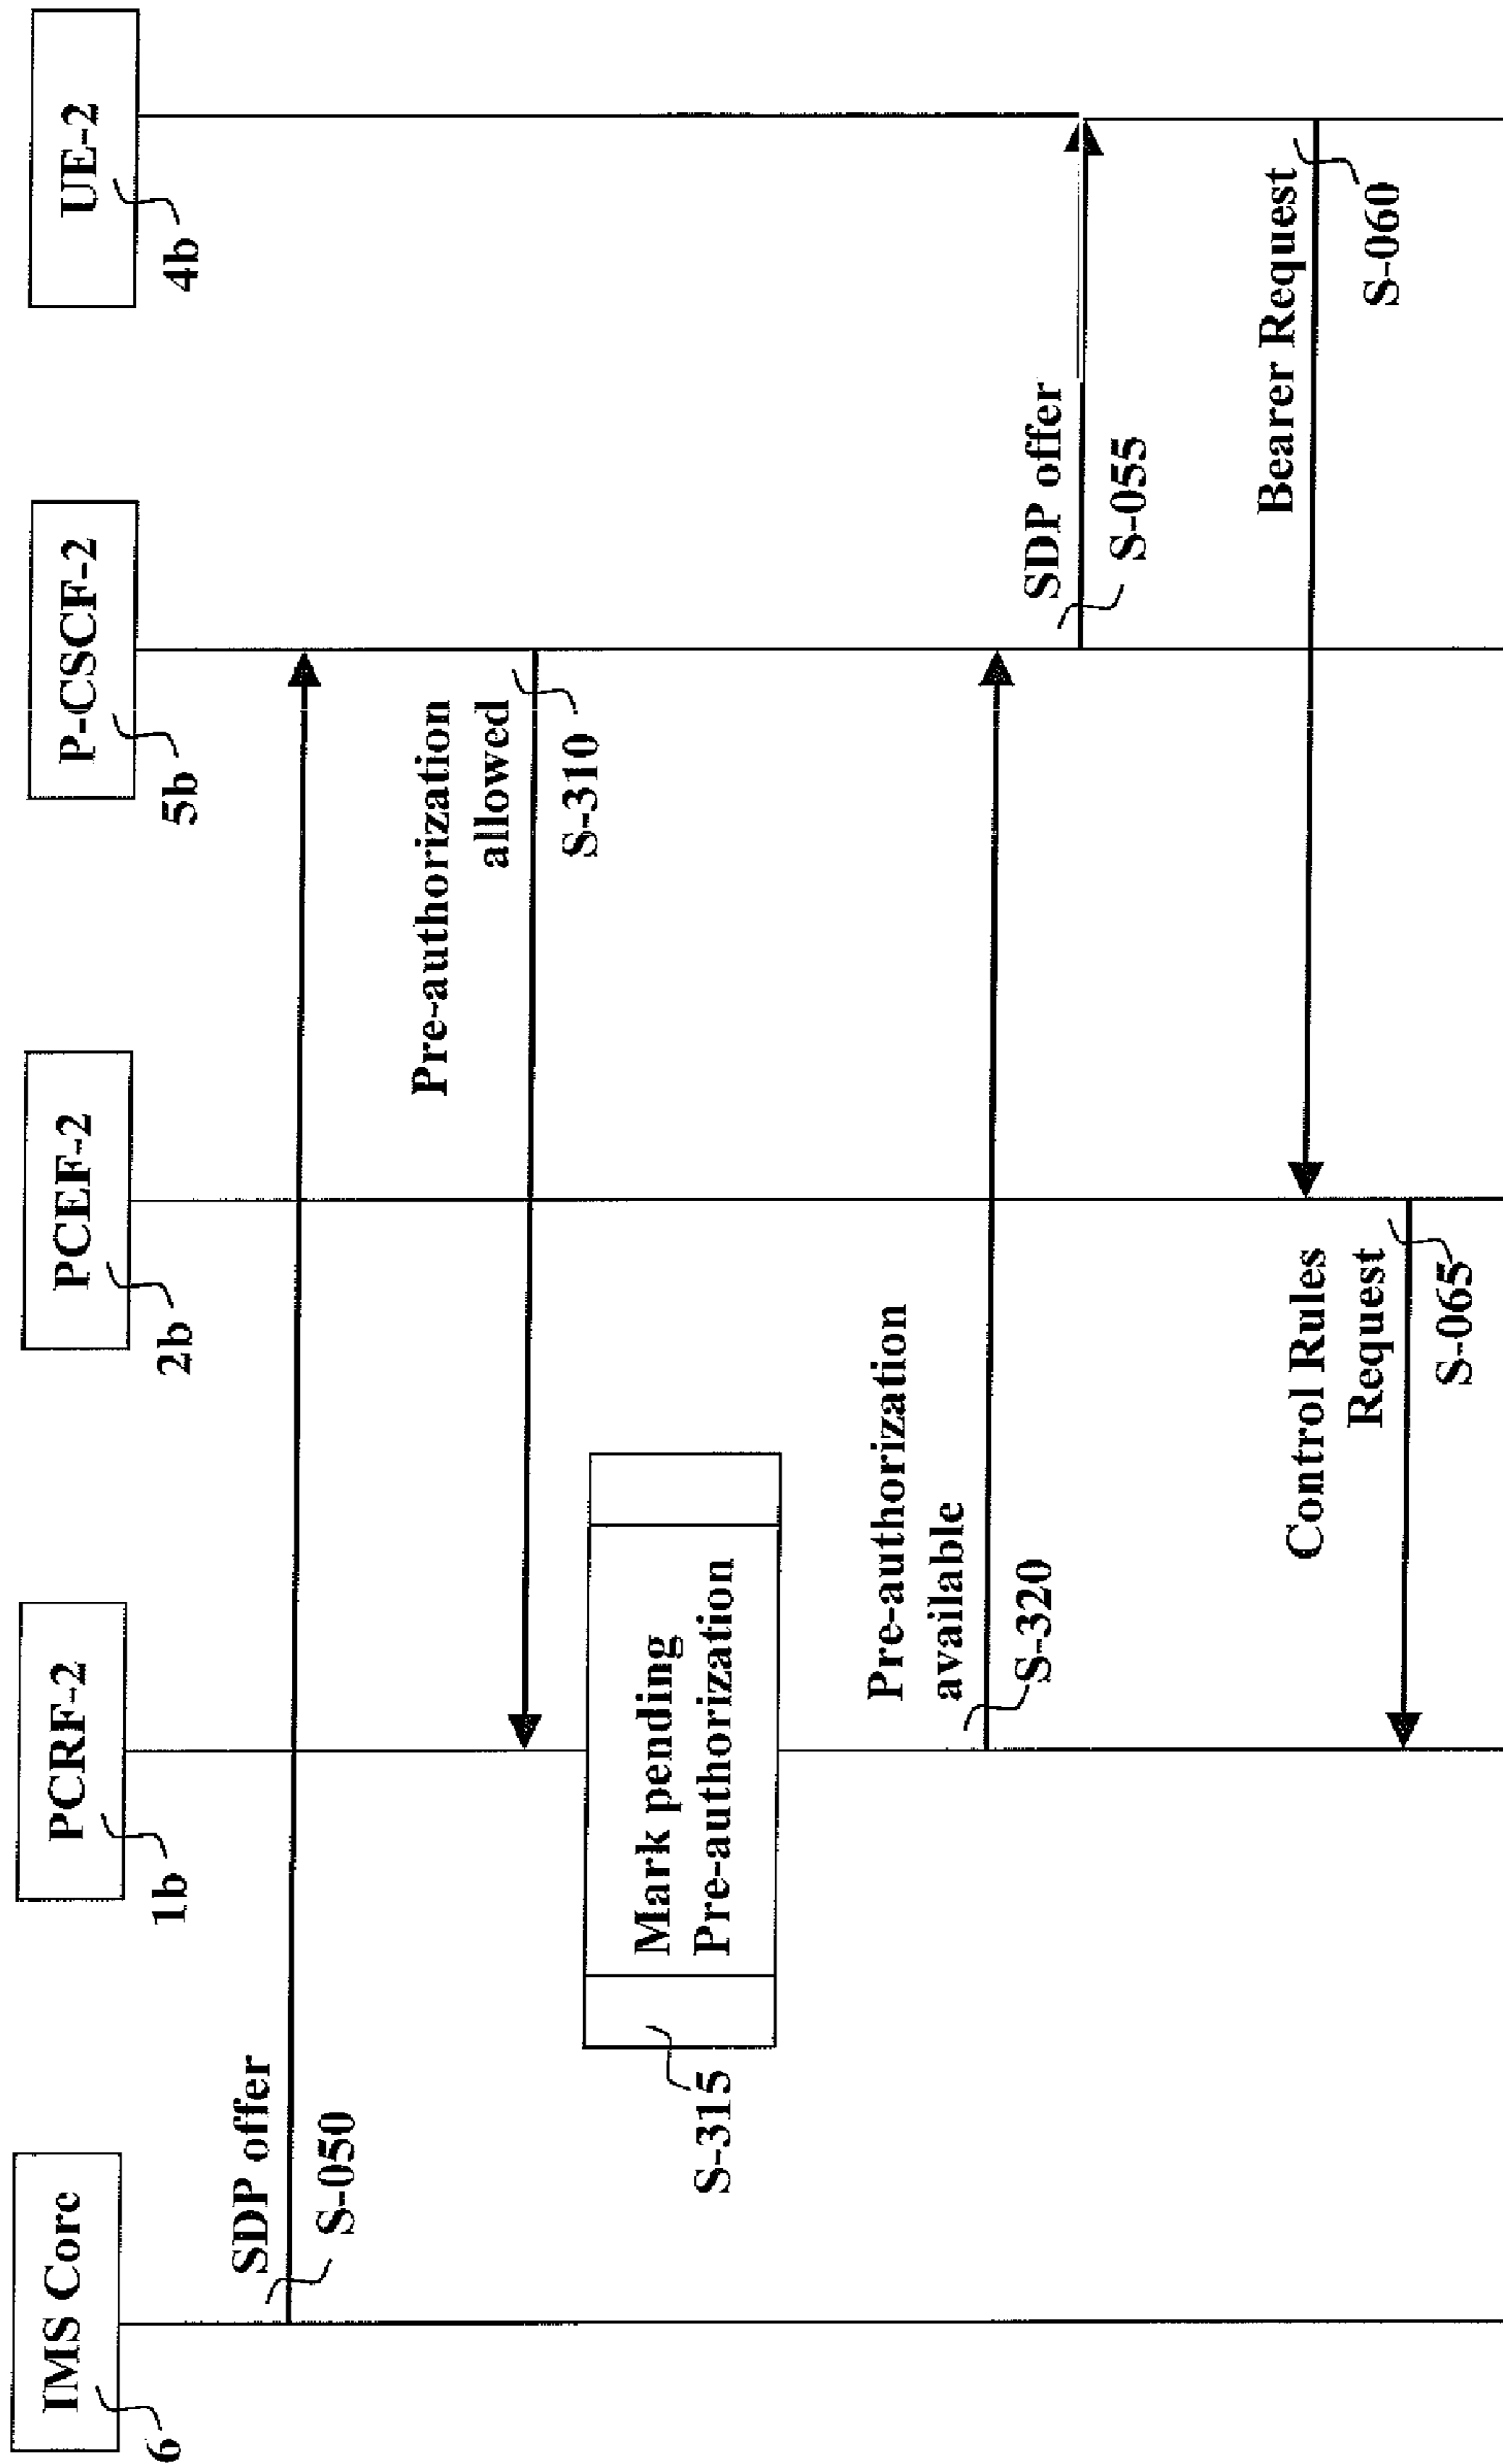 IMS Core
6
PCRF-2
1b
PCEF-2
2b
P-CSCF-2
5b
UE-2
4b
SDP offer
S-050
Pre-authorization
allowed
S-310
Mark pending
Pre-authorization
S-315
Pre-authorization
available
S-320
SDP offer
S-055
Bearer Request
S-060
Control Rules
Request
S-065